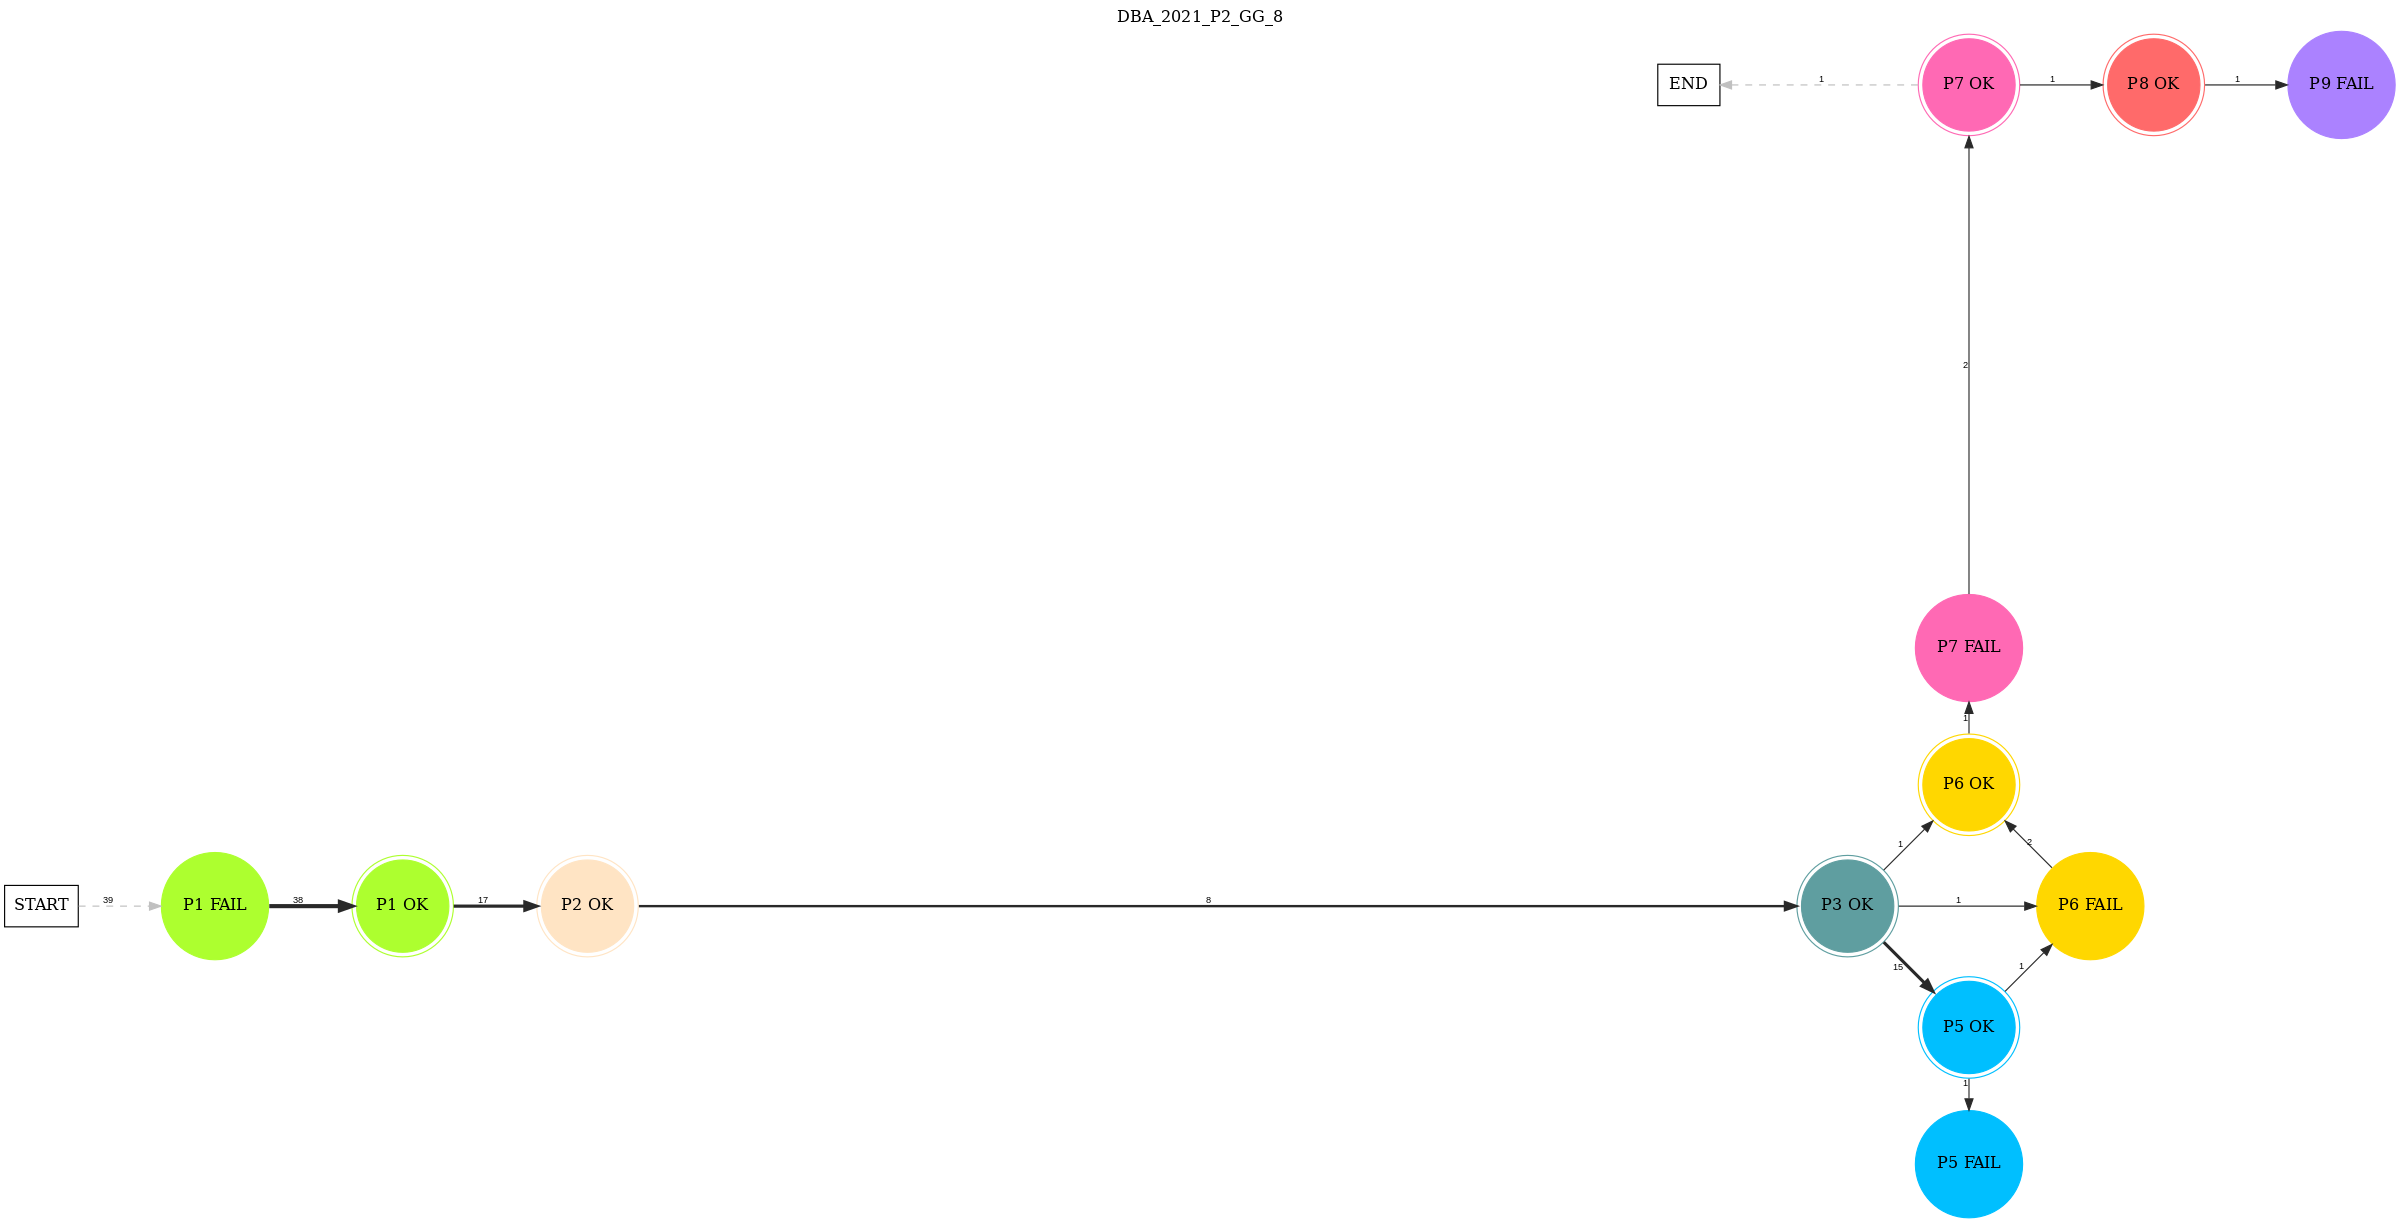 DBA_2021_P2_GG_8
END
1
P7 OK
1
P8 OK
1
P9 FAIL
2
P7 FAIL
1
P6 OK
1
2
START
39
P1 FAIL
38
P1 OK
17
P2 OK
8
P3 OK
1
P6 FAIL
15
1
P5 OK
1
P5 FAIL